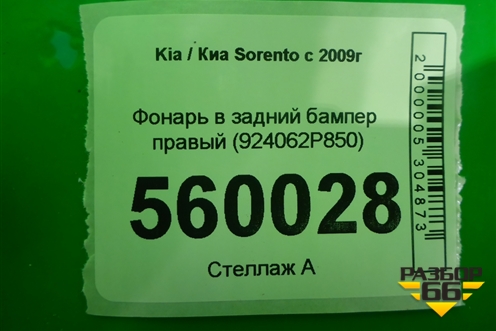 Kia / Киа Sorento с 2009г
Фонарь в задний бампер
правый (924062P850)
560028
Стеллаж А
2000005304873
РАЗБОР
66